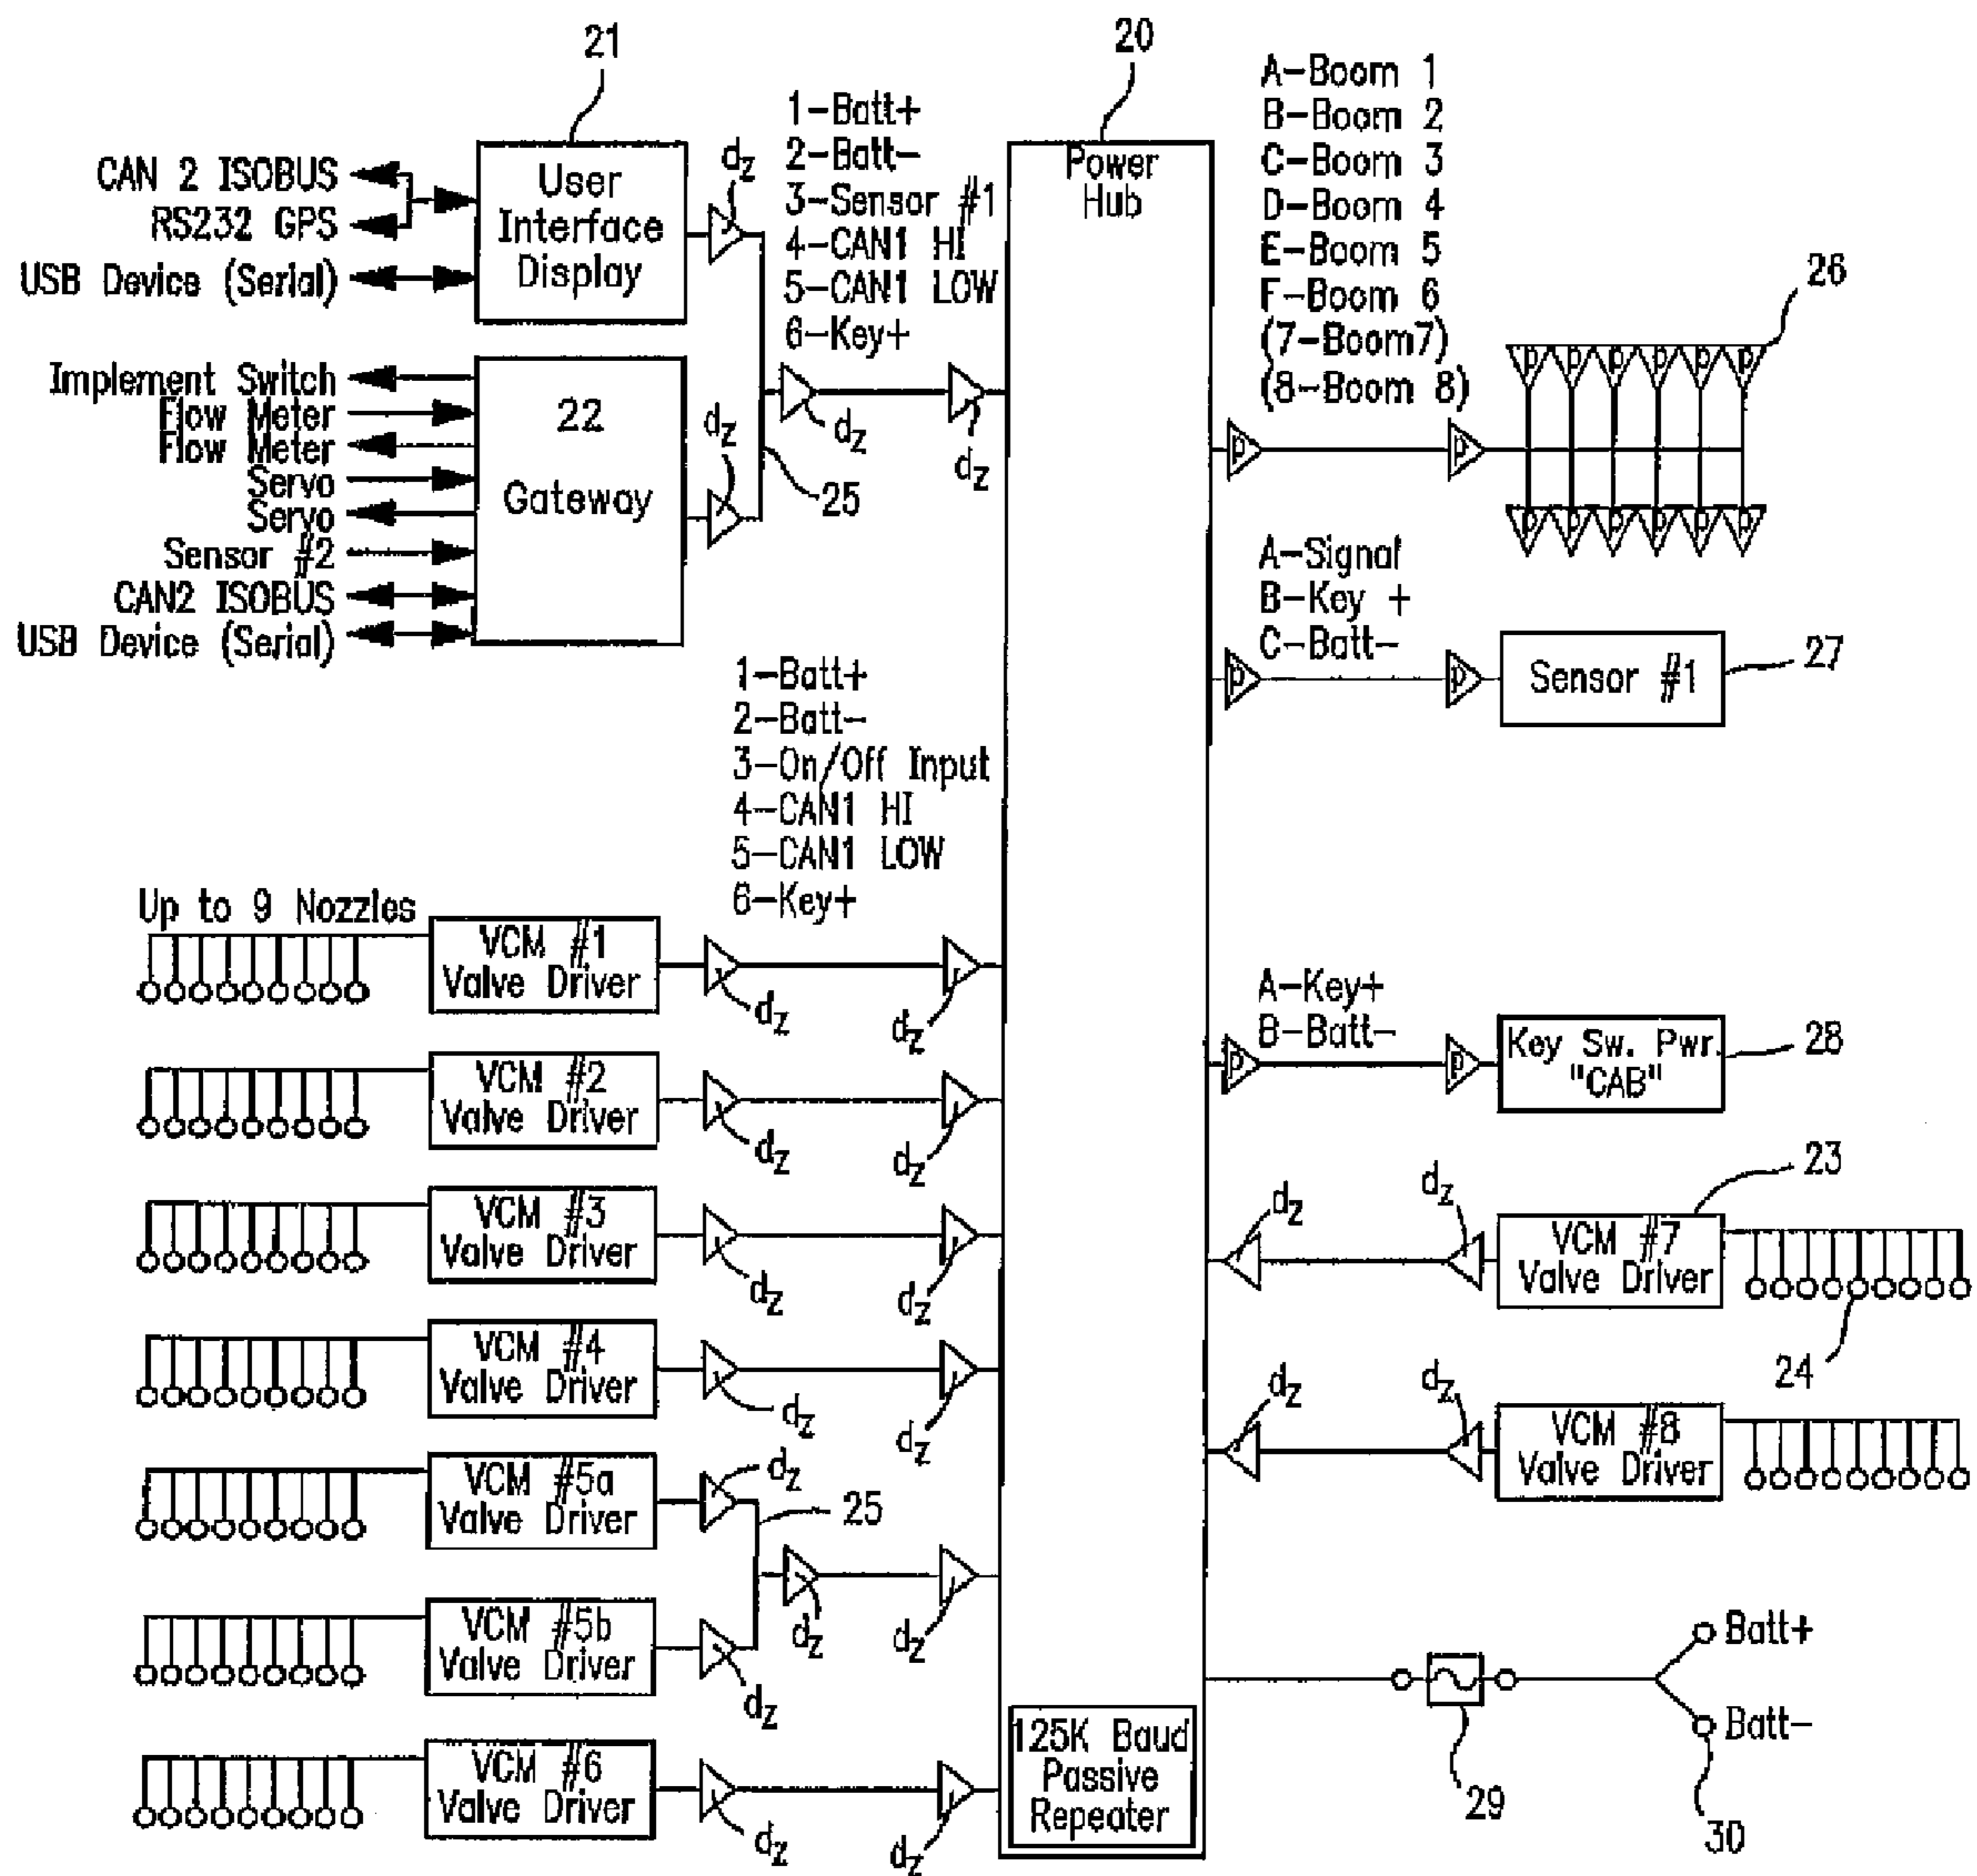 21
20
CAN 2 ISOBUS
RS232 GPS
USB Device (Serial)
User
Interface
Display
dz
1-Batt+
2-Batt-
3-Sensor #1
4-CAN1 HI
5-CAN1 LOW
6-Key+
Power
Hub
A-Boom 1
B-Boom 2
C-Boom 3
D-Boom 4
E-Boom 5
F-Boom 6
(7-Boom7)
(8-Boom 8)
26
p p p p p p
Implement Switch
Flow Meter
Flow Meter
Servo
Servo
Sensor #2
CAN2 ISOBUS
USB Device (Serial)
22
Gateway
dz
dz
dz
25
p
p
p p p p p p
A-Signal
B-Key +
C-Batt-
p
p
Sensor #1
27
1-Batt+
2-Batt-
3-On/Off Input
4-CAN1 HI
5-CAN1 LOW
6-Key+
Up to 9 Nozzles
VCM #1
Valve Driver
dz
dz
VCM #2
Valve Driver
dz
dz
VCM #3
Valve Driver
dz
dz
VCM #4
Valve Driver
dz
dz
VCM #5a
Valve Driver
dz
25
VCM #5b
Valve Driver
dz
dz
dz
VCM #6
Valve Driver
dz
dz
125K Baud
Passive
Repeater
A-Key+
B-Batt-
p
p
Key Sw. Pwr.
"CAB"
28
23
dz
dz
VCM #7
Valve Driver
24
dz
dz
VCM #8
Valve Driver
Batt+
Batt-
29
30